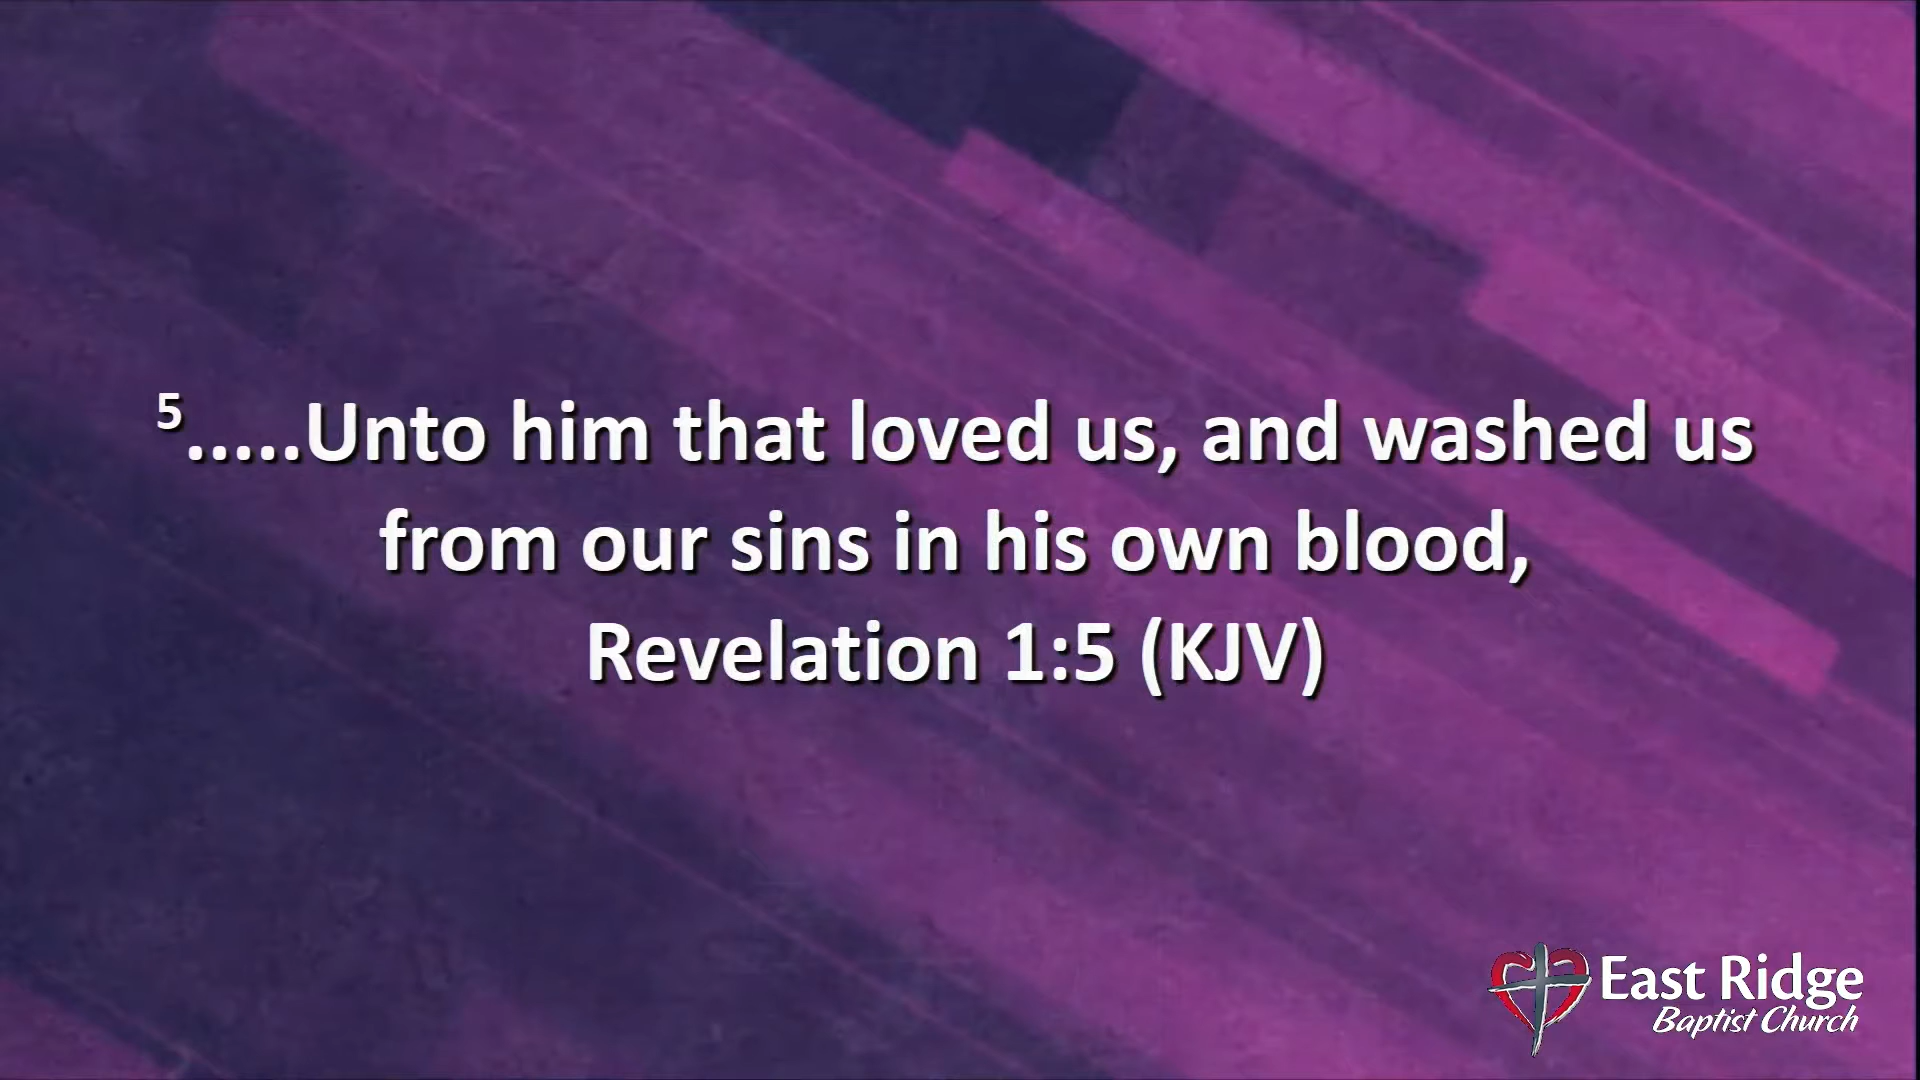 5.....Unto him that loved us, and washed us
from our sins in his own blood,
Revelation 1:5 (KJV)
East Ridge
Baptist Church